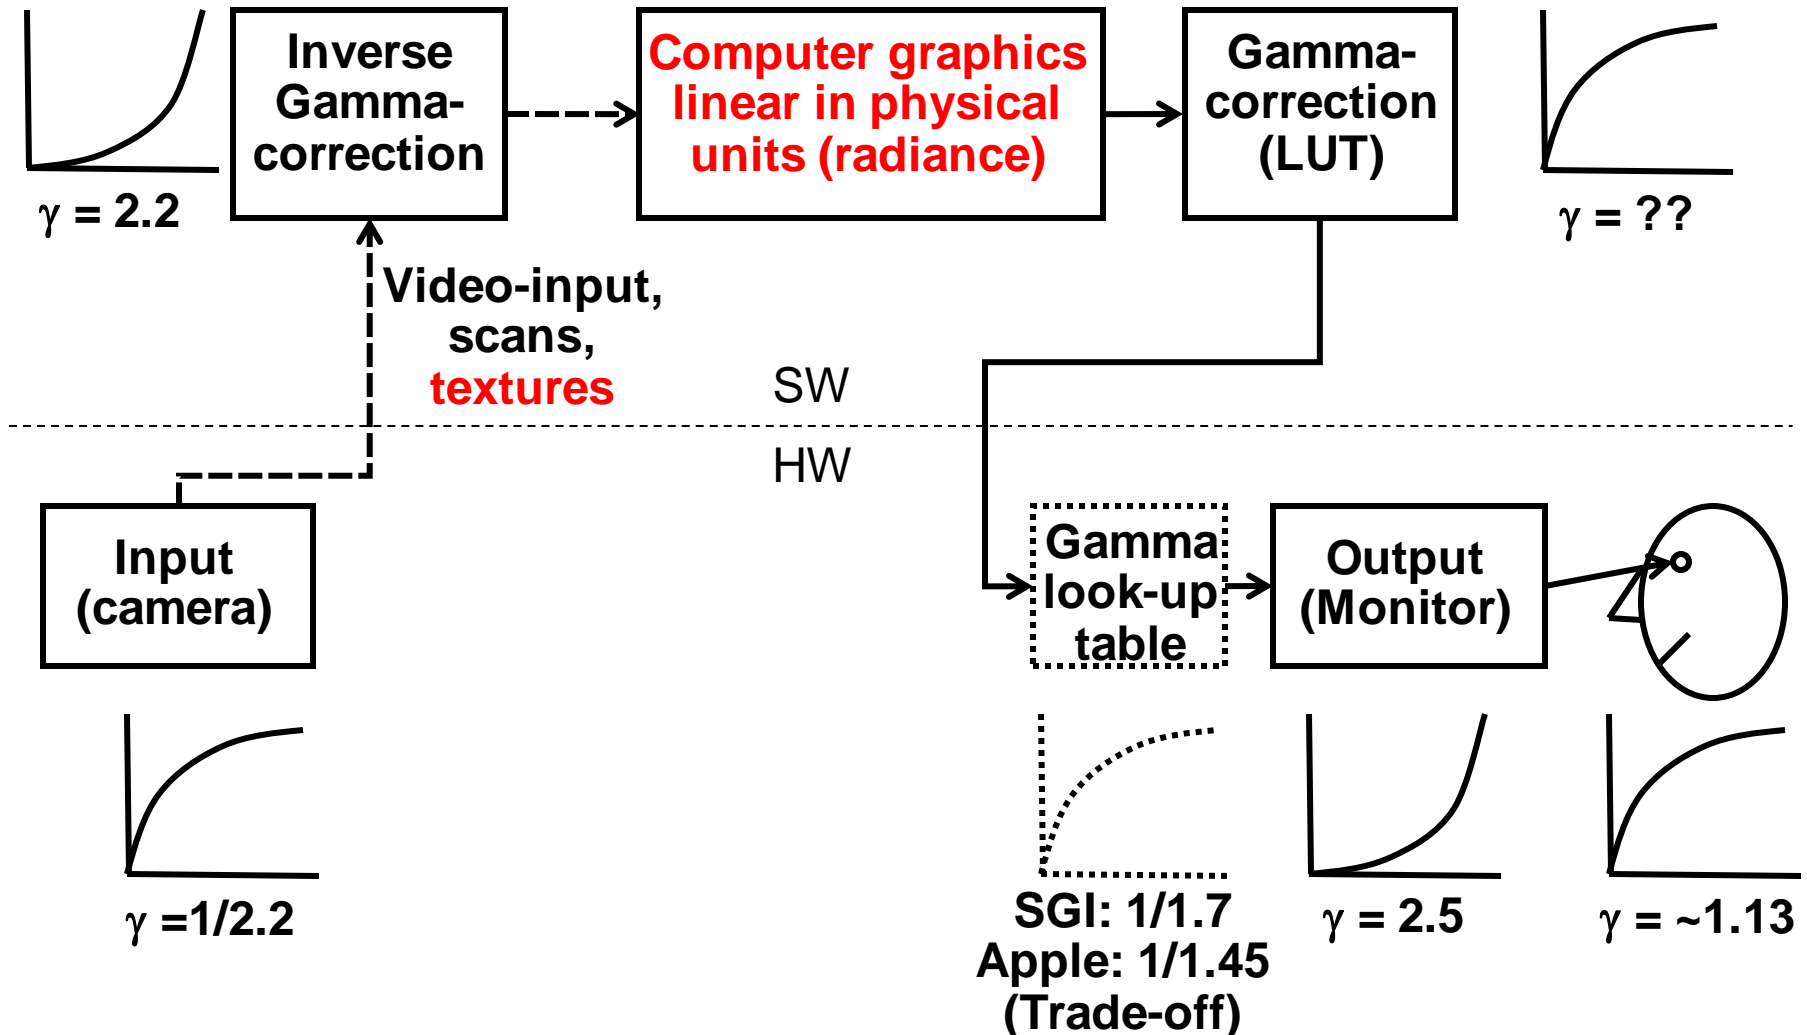 Inverse
Gamma-
correction
Computer graphics
linear in physical
units (radiance)
Gamma-
correction
(LUT)
γ = 2.2
γ = ??
Video-input,
scans,
textures
SW
HW
Input
(camera)
Gamma
look-up
table
Output
(Monitor)
γ =1/2.2
SGI: 1/1.7
Apple: 1/1.45
(Trade-off)
γ = 2.5
γ = ~1.13